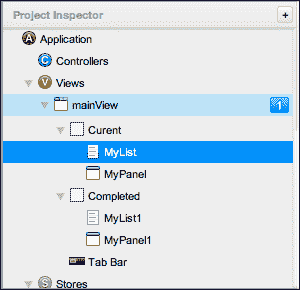 Project Inspector +
A Application
C Controllers
V Views
mainView 1
Curent
MyList
MyPanel
Completed
MyList1
MyPanel1
Tab Bar
S Stores